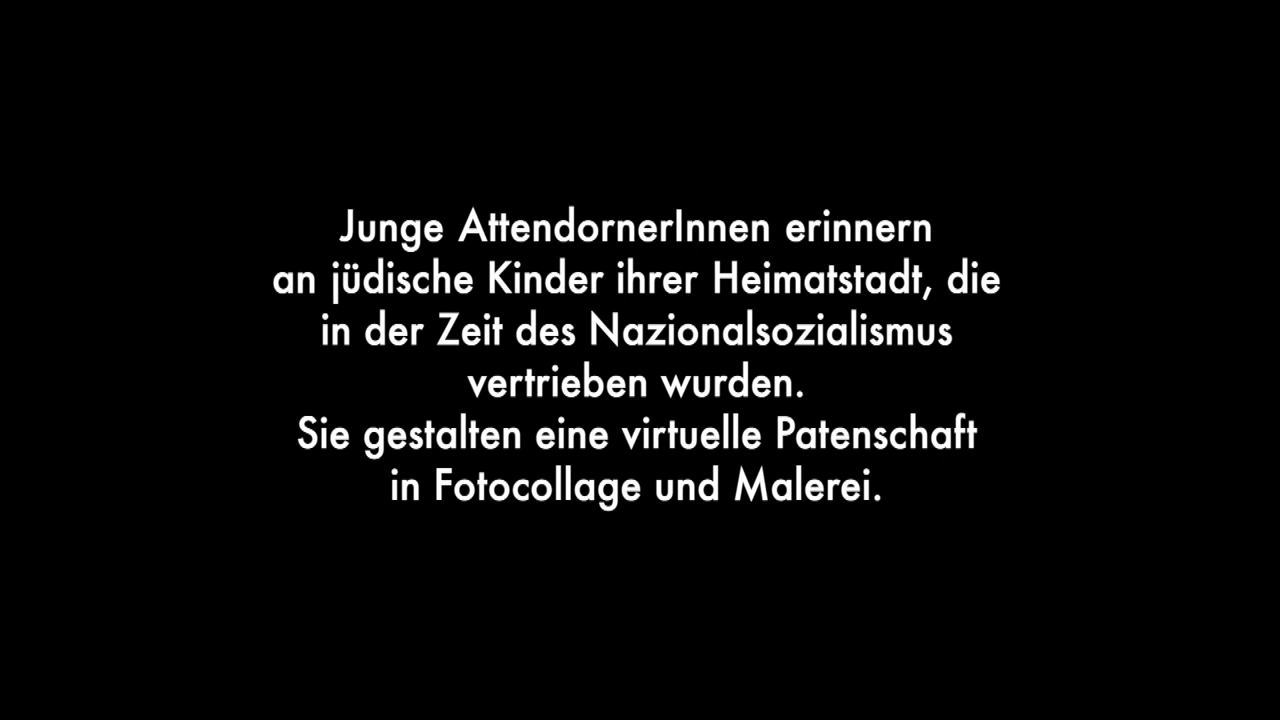 Junge AttendornerInnen erinnern
an jüdische Kinder ihrer Heimatstadt, die
in der Zeit des Nazionalsozialismus
vertrieben wurden.
Sie gestalten eine virtuelle Patenschaft
in Fotocollage und Malerei.